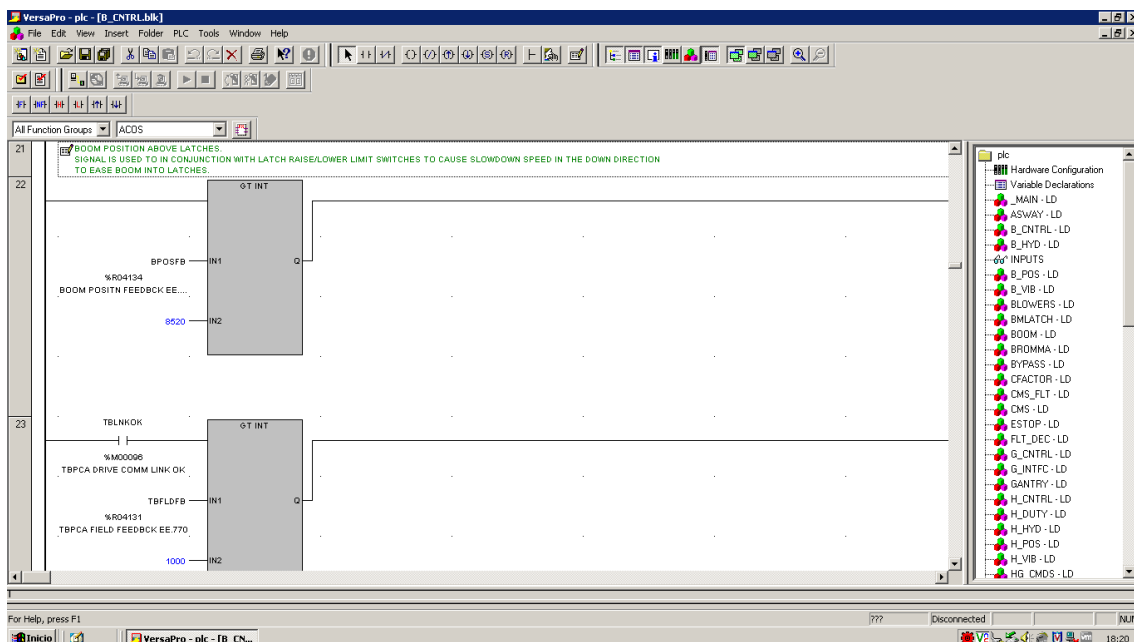 VersaPro - plc - [B_CNTRL.blk]
File Edit View Insert Folder PLC Tools Window Help
All Function Groups ACOS
21
BOOM POSITION ABOVE LATCHES.
SIGNAL IS USED TO IN CONJUNCTION WITH LATCH RAISE/LOWER LIMIT SWITCHES TO CAUSE SLOWDOWN SPEED IN THE DOWN DIRECTION
TO EASE BOOM INTO LATCHES.
22
GT INT
BPOSFB IN1 Q
%R04134
BOOM POSITN FEEDBCK EE....
8520 IN2
23
TBLNKOK
GT INT
%M00096
TBPCA DRIVE COMM LINK OK
TBFLDFB IN1 Q
%R04131
TBPCA FIELD FEEDBCK EE.770
1000 IN2
plc
Hardware Configuration
Variable Declarations
_MAIN - LD
ASWAY - LD
B_CNTRL - LD
B_HYD - LD
INPUTS
B_POS - LD
B_VIB - LD
BLOWERS - LD
BMLATCH - LD
BOOM - LD
BROMMA - LD
BYPASS - LD
CFACTOR - LD
CMS_FLT - LD
CMS - LD
ESTOP - LD
FLT_DEC - LD
G_CNTRL - LD
G_INTFC - LD
GANTRY - LD
H_CNTRL - LD
H_DUTY - LD
H_HYD - LD
H_POS - LD
H_VIB - LD
HG_CMDS - LD
For Help, press F1
??? Disconnected NU
Inicio VersaPro - plc - [B_CN... 18:20